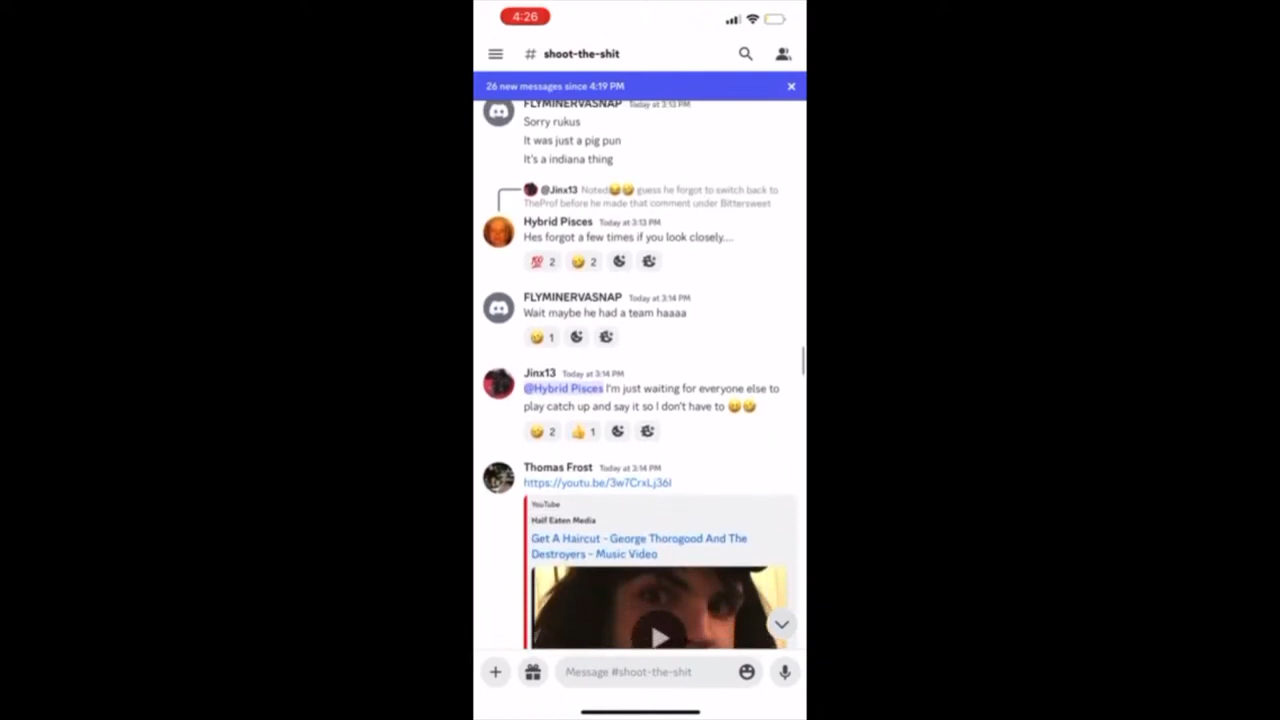 4:26
# shoot-the-shit
26 new messages since 4:19 PM
FLYMINERVASNAP Today at 3:13 PM
Sorry rukus
It was just a pig pun
It's a indiana thing
@Jinx13 Noted🤣🤣 guess he forgot to switch back to
TheProf before he made that comment under Bittersweet
Hybrid Pisces Today at 3:13 PM
Hes forgot a few times if you look closely....
💯 2 🤣 2
FLYMINERVASNAP Today at 3:14 PM
Wait maybe he had a team haaaa
🤣 1
Jinx13 Today at 3:14 PM
@Hybrid Pisces I'm just waiting for everyone else to
play catch up and say it so I don't have to 😆🤣
🤣 2 👍 1
Thomas Frost Today at 3:14 PM
https://youtu.be/3w7CrxLj36I
YouTube
Half Eaten Media
Get A Haircut - George Thorogood And The
Destroyers - Music Video
Message #shoot-the-shit